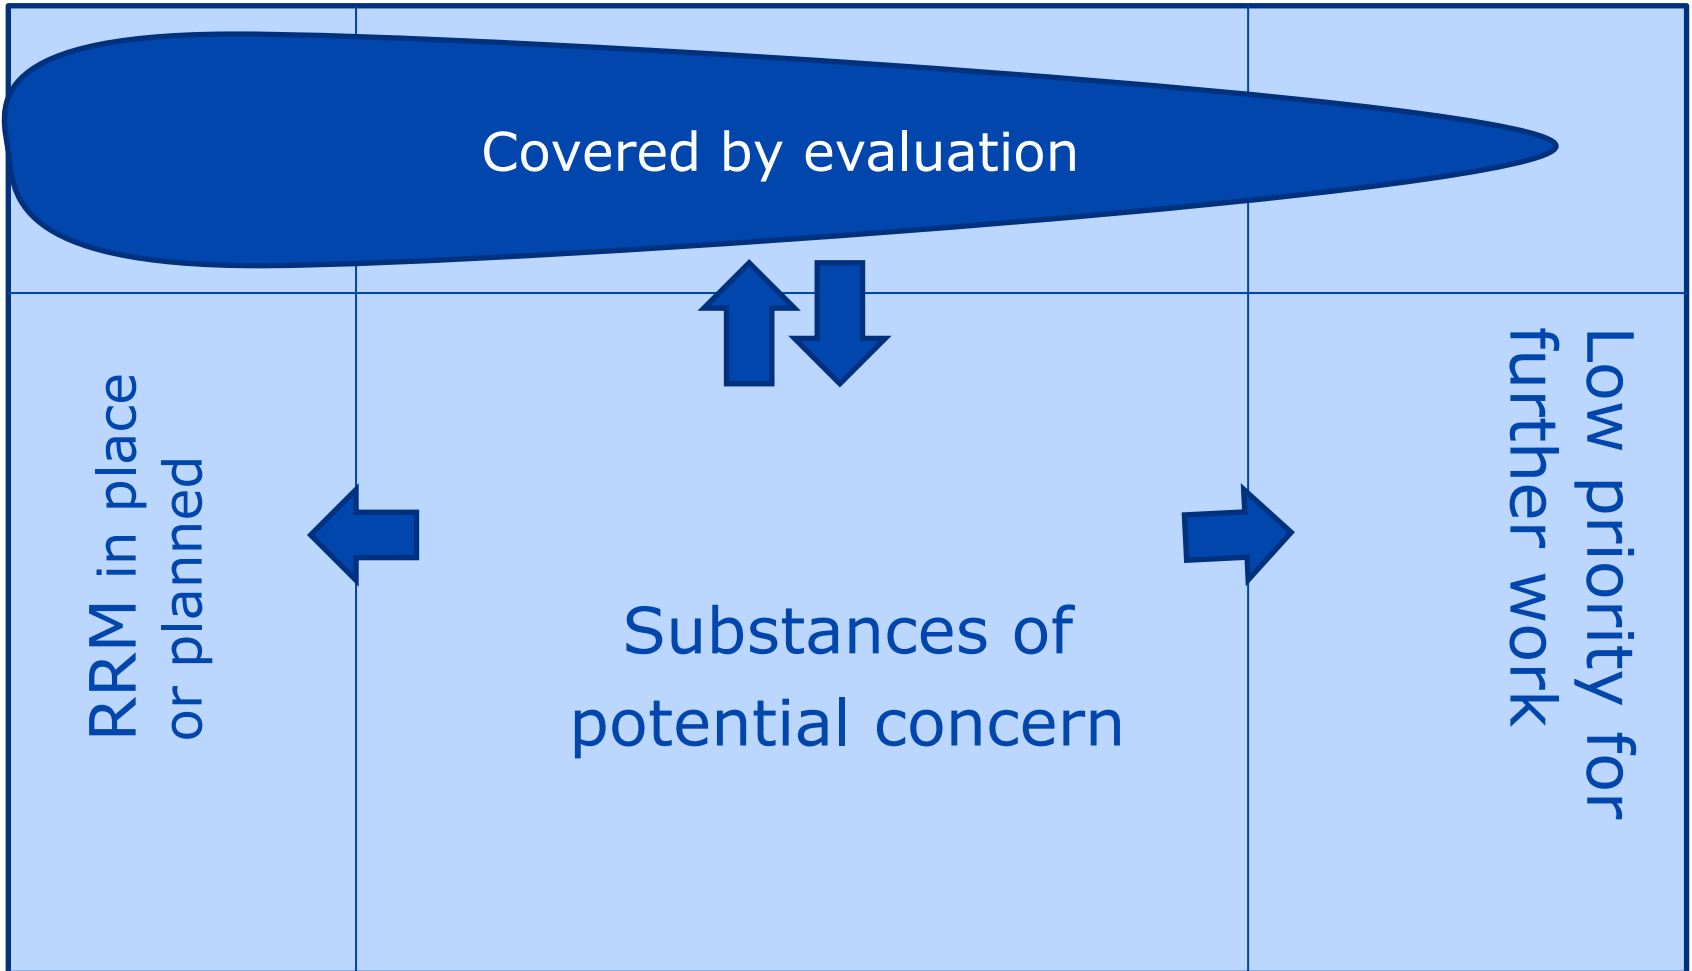 Covered by evaluation
RRM in place
or planned
Substances of
potential concern
Low priority for
further work